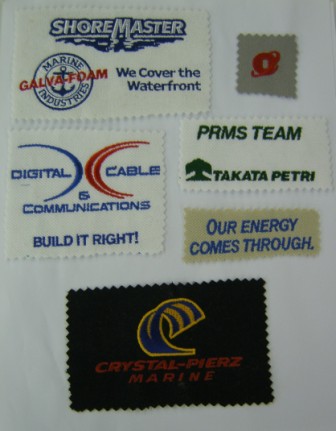 SHOREMASTER
MARINE
GALVA-FOAM
INDUSTRIES
We Cover the
Waterfront
PRMS TEAM
TAKATA PETRI
DIGITAL CABLE
&
COMMUNICATIONS
BUILD IT RIGHT!
OUR ENERGY
COMES THROUGH.
CRYSTAL-PIERZ
MARINE